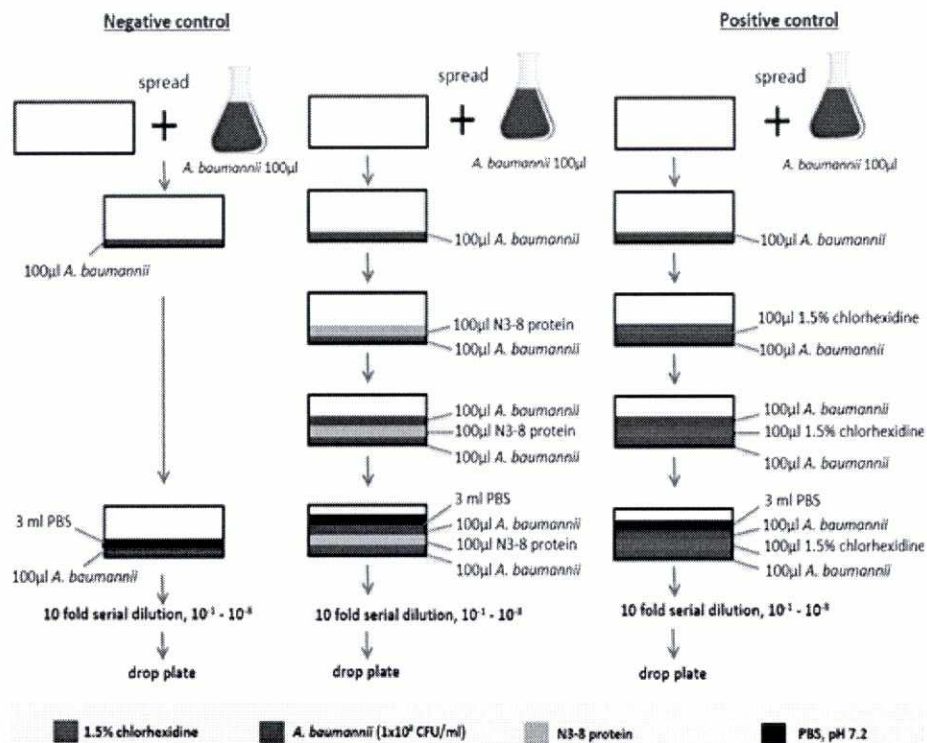 Negative control
Positive control
spread
A. baumannii 100µl
100µl A. baumannii
3 ml PBS
100µl A. baumannii
10 fold serial dilution, 10⁻¹ - 10⁻⁸
drop plate
spread
A. baumannii 100µl
100µl A. baumannii
100µl N3-8 protein
100µl A. baumannii
100µl A. baumannii
100µl N3-8 protein
100µl A. baumannii
3 ml PBS
100µl A. baumannii
100µl N3-8 protein
100µl A. baumannii
10 fold serial dilution, 10⁻¹ - 10⁻⁸
drop plate
spread
A. baumannii 100µl
100µl A. baumannii
100µl 1.5% chlorhexidine
100µl A. baumannii
100µl A. baumannii
100µl 1.5% chlorhexidine
100µl A. baumannii
3 ml PBS
100µl A. baumannii
100µl 1.5% chlorhexidine
100µl A. baumannii
10 fold serial dilution, 10⁻¹ - 10⁻⁸
drop plate
1.5% chlorhexidine
A. baumannii (1x10⁸ CFU/ml)
N3-8 protein
PBS, pH 7.2